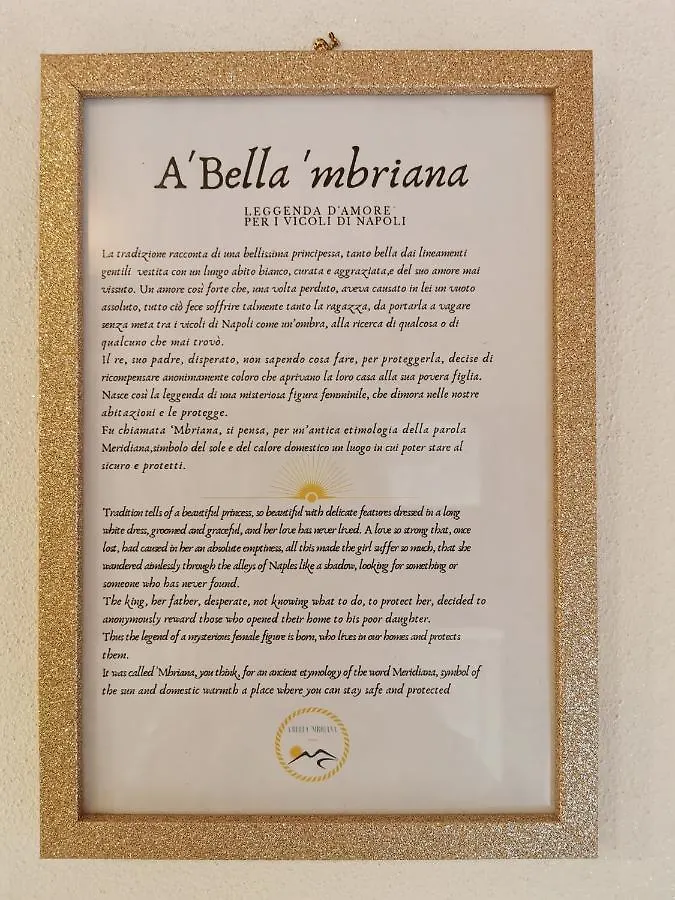 A'Bella 'mbriana
LEGGENDA D'AMORE
PER I VICOLI DI NAPOLI
La tradizione racconta di una bellissima principessa, tanto bella dai lineamenti
gentili vestita con un lungo abito bianco, curata e aggraziata,e del suo amore mai
vissuto. Un amore così forte che, una volta perduto, aveva causato in lei un vuoto
assoluto, tutto ciò fece soffrire talmente tanto la ragazza, da portarla a vagare
senza meta tra i vicoli di Napoli come un'ombra, alla ricerca di qualcosa o di
qualcuno che mai trovò.
Il re, suo padre, disperato, non sapendo cosa fare, per proteggerla, decise di
ricompensare anonimamente coloro che aprivano la loro casa alla sua povera figlia.
Nasce così la leggenda di una misteriosa figura femminile, che dimora nelle nostre
abitazioni e le protegge.
Fu chiamata 'Mbriana, si pensa, per un'antica etimologia della parola
Meridiana,simbolo del sole e del calore domestico un luogo in cui poter stare al
sicuro e protetti.
Tradition tells of a beautiful princess, so beautiful with delicate features dressed in a long
white dress, groomed and graceful, and her love has never lived. A love so strong that, once
lost, had caused in her an absolute emptiness, all this made the girl suffer so much, that she
wandered aimlessly through the alleys of Naples like a shadow, looking for something or
someone who has never found.
The king, her father, desperate, not knowing what to do, to protect her, decided to
anonymously reward those who opened their home to his poor daughter.
Thus the legend of a mysterious female figure is born, who lives in our homes and protects
them.
It was called 'Mbriana, you think, for an ancient etymology of the word Meridiana, symbol of
the sun and domestic warmth a place where you can stay safe and protected
A BELLA 'MBRIANA